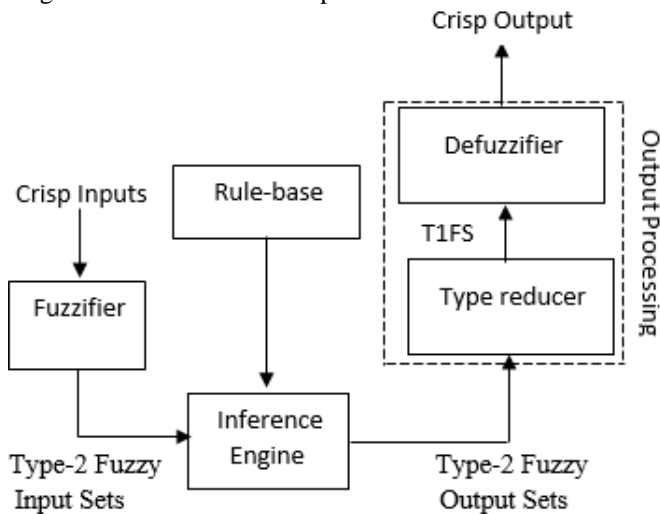 Crisp Output
Defuzzifier
Output Processing
Rule-base
Crisp Inputs
T1FS
Type reducer
Fuzzifier
Inference
Engine
Type-2 Fuzzy
Input Sets
Type-2 Fuzzy
Output Sets